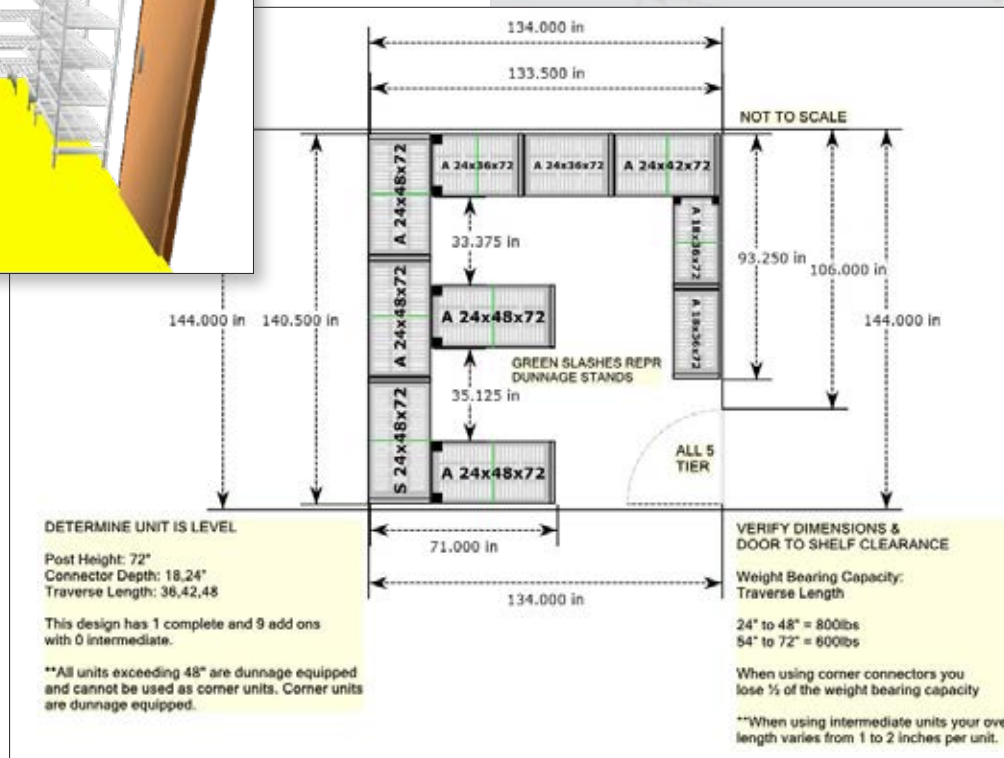 134.000 in
133.500 in
NOT TO SCALE
A 24x48x72
A 24x36x72
A 24x36x72
A 24x42x72
A 18x36x72
33.375 in
93.250 in
106.000 in
144.000 in
140.500 in
A 24x48x72
A 24x48x72
A 18x36x72
144.000 in
GREEN SLASHES REPR
DUNNAGE STANDS
35.125 in
S 24x48x72
A 24x48x72
ALL 5
TIER
71.000 in
134.000 in
DETERMINE UNIT IS LEVEL
Post Height: 72"
Connector Depth: 18,24"
Traverse Length: 36,42,48
This design has 1 complete and 9 add ons
with 0 intermediate.
**All units exceeding 48" are dunnage equipped
and cannot be used as corner units. Corner units
are dunnage equipped.
VERIFY DIMENSIONS &
DOOR TO SHELF CLEARANCE
Weight Bearing Capacity:
Traverse Length
24" to 48" = 800lbs
54" to 72" = 600lbs
When using corner connectors you
lose ½ of the weight bearing capacity
**When using intermediate units your ove
length varies from 1 to 2 inches per unit.